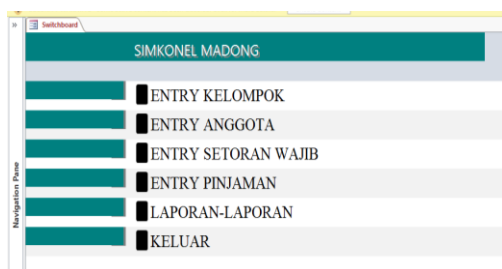 »
Switchboard
SIMKONEL MADONG
ENTRY KELOMPOK
ENTRY ANGGOTA
ENTRY SETORAN WAJIB
ENTRY PINJAMAN
LAPORAN-LAPORAN
KELUAR
Navigation Pane